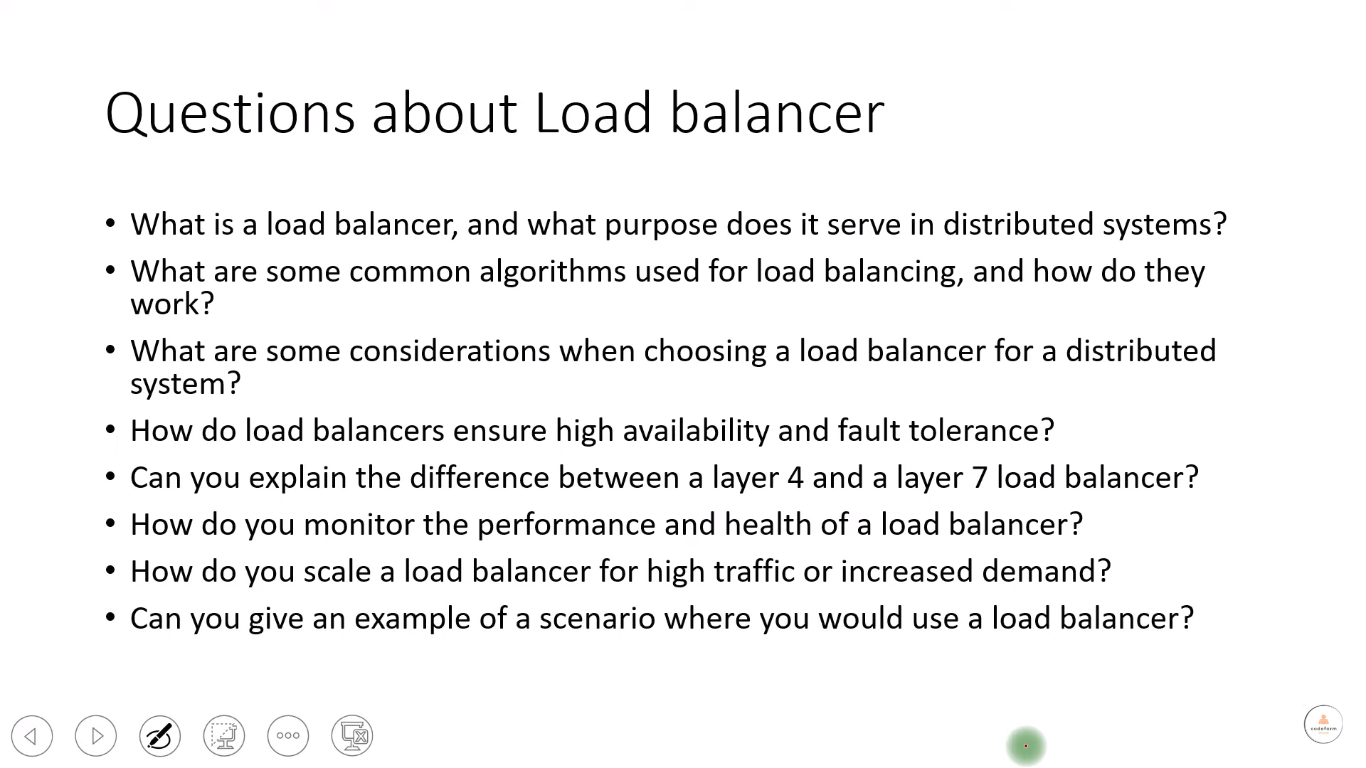 Questions about Load balancer
• What is a load balancer, and what purpose does it serve in distributed systems?
• What are some common algorithms used for load balancing, and how do they
work?
• What are some considerations when choosing a load balancer for a distributed
system?
• How do load balancers ensure high availability and fault tolerance?
• Can you explain the difference between a layer 4 and a layer 7 load balancer?
• How do you monitor the performance and health of a load balancer?
• How do you scale a load balancer for high traffic or increased demand?
• Can you give an example of a scenario where you would use a load balancer?
codefarm